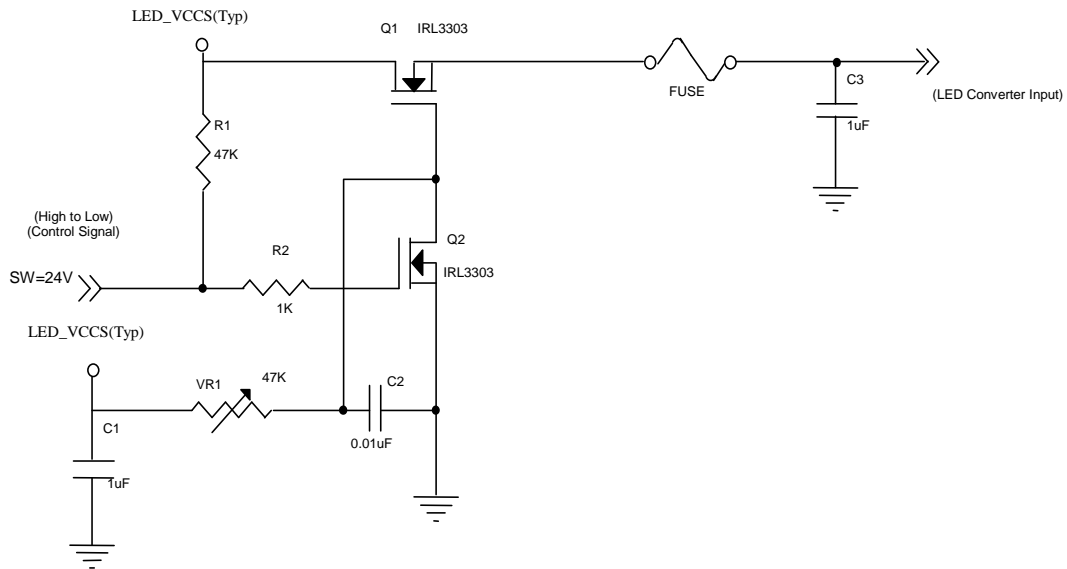 LED_VCCS(Typ)
Q1 IRL3303
FUSE
C3
1uF
(LED Converter Input)
R1
47K
(High to Low)
(Control Signal)
SW=24V
R2
1K
Q2
IRL3303
LED_VCCS(Typ)
VR1
47K
C2
0.01uF
C1
1uF